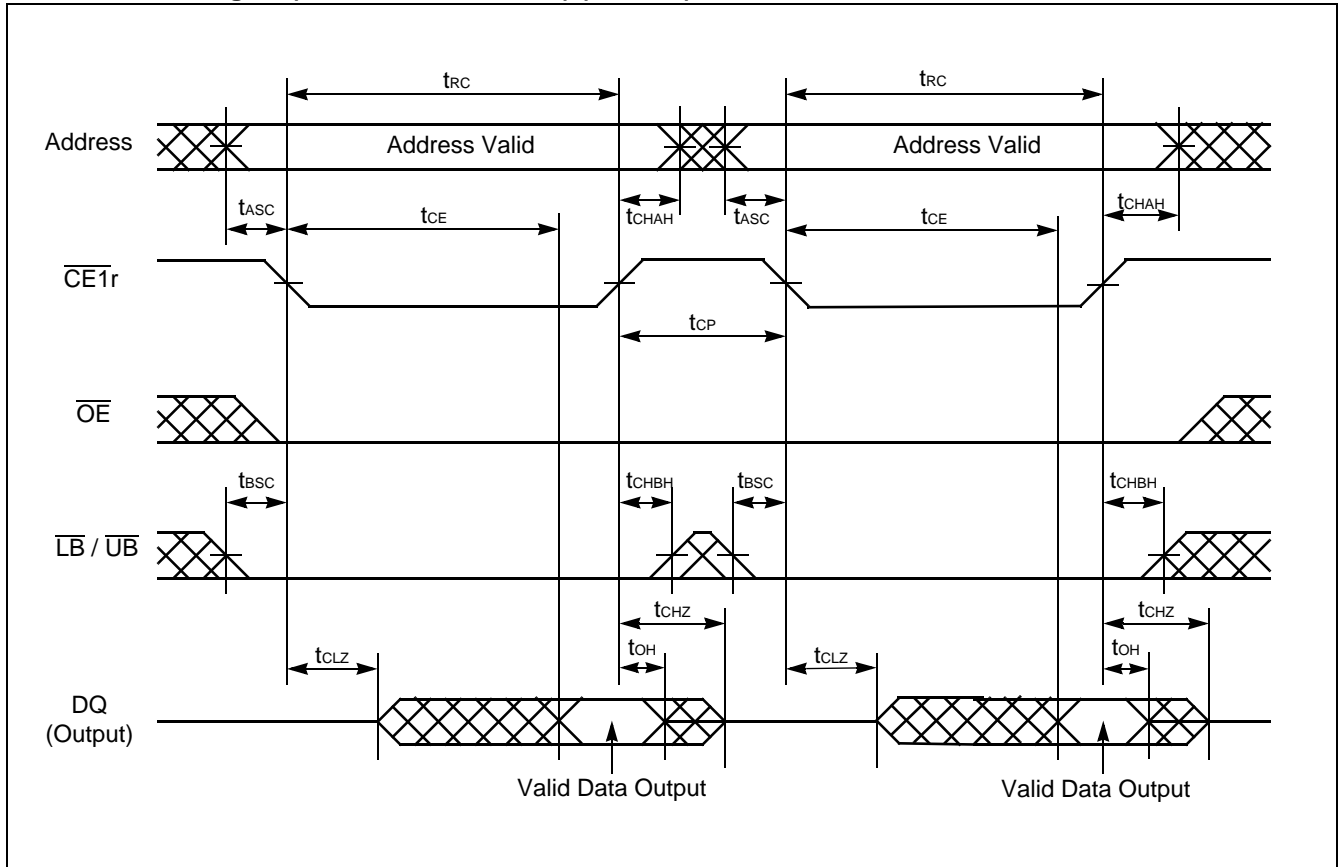 tRC tRC
Address Address Valid Address Valid
tASC tCE tCHAH tASC tCE tCHAH
CE1r
tCP
OE
tBSC tCHBH tBSC tCHBH
LB / UB
tCHZ tCHZ
tCLZ tOH tCLZ tOH
DQ
(Output)
Valid Data Output Valid Data Output